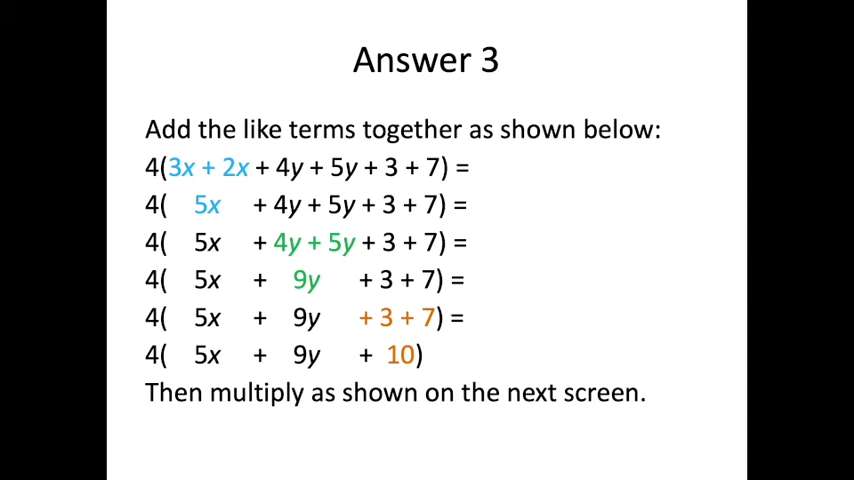 Answer 3
Add the like terms together as shown below:
4(3x + 2x + 4y + 5y + 3 + 7) =
4( 5x + 4y + 5y + 3 + 7) =
4( 5x + 4y + 5y + 3 + 7) =
4( 5x + 9y + 3 + 7) =
4( 5x + 9y + 3 + 7) =
4( 5x + 9y + 10)
Then multiply as shown on the next screen.